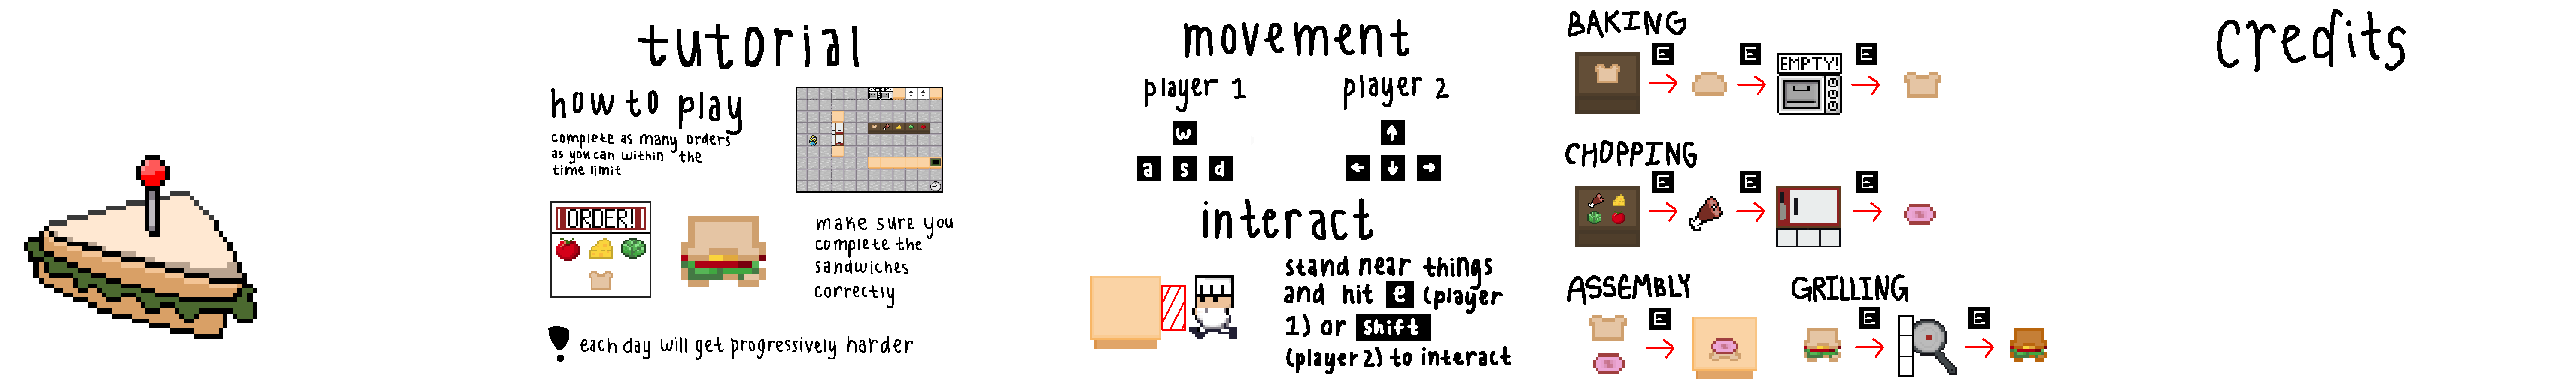 tutorial
how to play
complete as many orders
as you can within the
time limit
ORDER!
make sure you
complete the
sandwiches
correctly
! each day will get progressively harder
movement
player 1
w
a s d
player 2
↑
← ↓ →
interact
stand near things
and hit e (player
1) or shift
(player 2) to interact
BAKING
E E E
EMPTY!
CHOPPING
E E E
ASSEMBLY
E
GRILLING
E E
credits